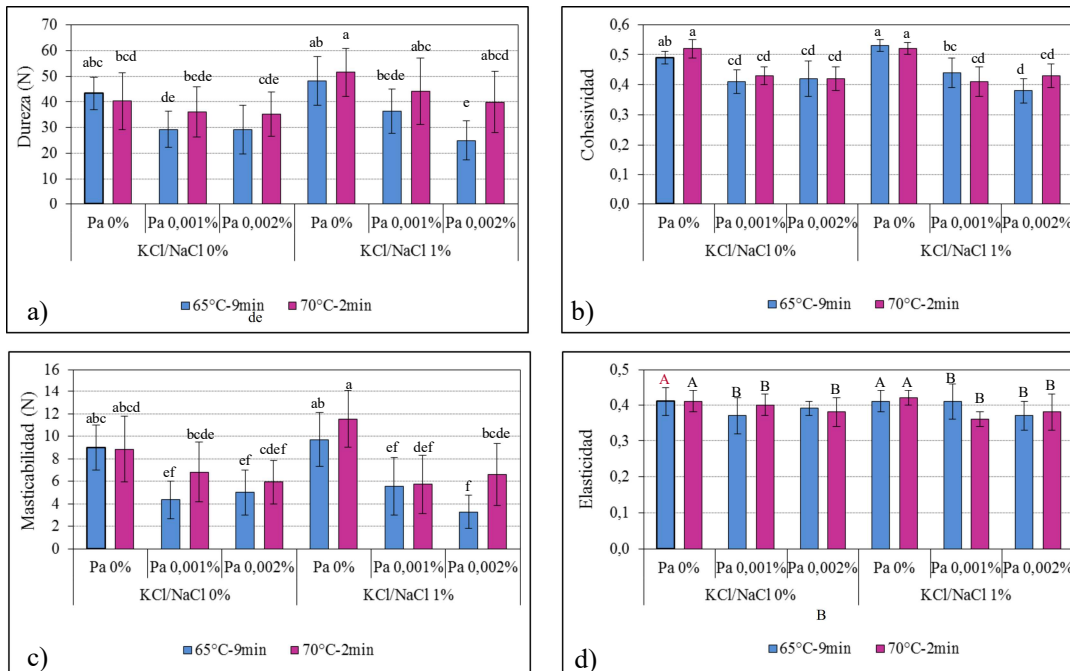 Dureza (N)
70
60
50
40
30
20
10
0
abc
bcd
de
bcde
cde
ab
a
bcde
abc
e
cd
Pa 0%
Pa 0,001%
Pa 0,002%
Pa 0%
Pa 0,001%
Pa 0,002%
KCl/NaCl 0%
KCl/NaCl 1%
65°C-9min
70°C-2min
de
a)
Cohesividad
0,6
0,5
0,4
0,3
0,2
0,1
0,0
ab
a
cd
cd
cd
cd
a
a
bc
cd
d
cd
Pa 0%
Pa 0,001%
Pa 0,002%
Pa 0%
Pa 0,001%
Pa 0,002%
KCl/NaCl 0%
KCl/NaCl 1%
65°C-9min
70°C-2min
b)
Masticabilidad (N)
16
14
12
10
8
6
4
2
0
abc
abcd
ef
bcde
ef
cdef
ab
a
ef
def
f
bcde
Pa 0%
Pa 0,001%
Pa 0,002%
Pa 0%
Pa 0,001%
Pa 0,002%
KCl/NaCl 0%
KCl/NaCl 1%
65°C-9min
70°C-2min
c)
Elasticidad
0,5
0,4
0,3
0,2
0,1
0,0
A
A
B
B
B
A
A
B
B
B
B
Pa 0%
Pa 0,001%
Pa 0,002%
Pa 0%
Pa 0,001%
Pa 0,002%
KCl/NaCl 0%
KCl/NaCl 1%
B
65°C-9min
70°C-2min
d)